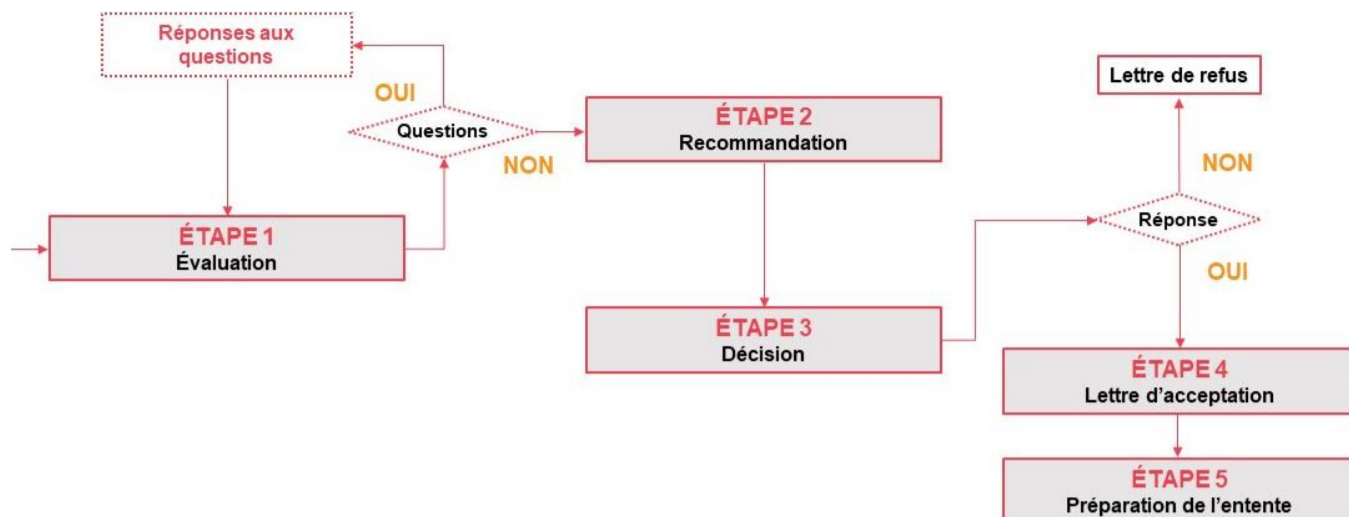 Réponses aux
questions
OUI
Questions
NON
ÉTAPE 1
Évaluation
ÉTAPE 2
Recommandation
ÉTAPE 3
Décision
Lettre de refus
NON
Réponse
OUI
ÉTAPE 4
Lettre d’acceptation
ÉTAPE 5
Préparation de l’entente